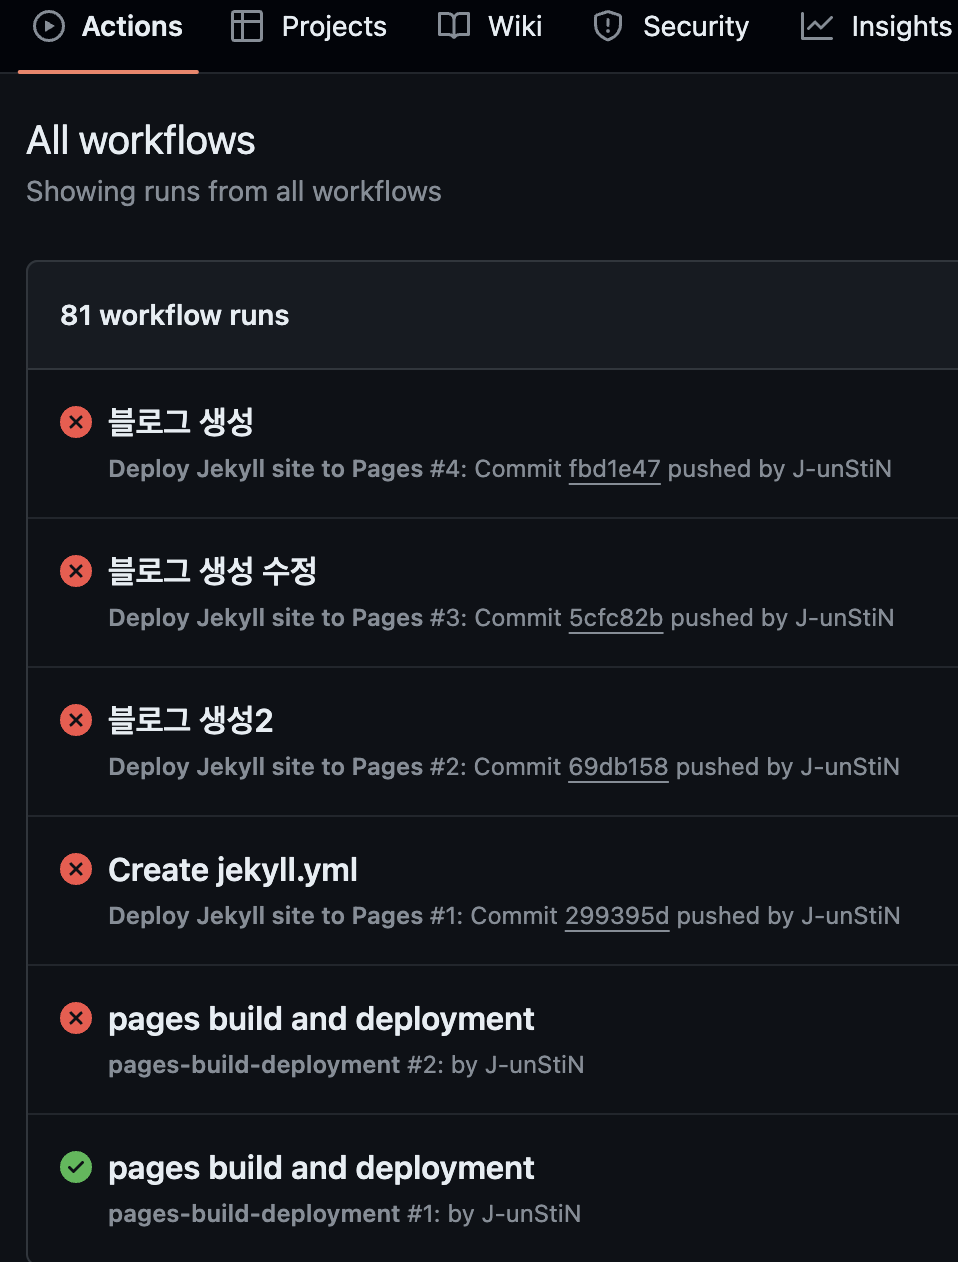 Actions Projects Wiki Security Insights
All workflows
Showing runs from all workflows
81 workflow runs
블로그 생성
Deploy Jekyll site to Pages #4: Commit fbd1e47 pushed by J-unStiN
블로그 생성 수정
Deploy Jekyll site to Pages #3: Commit 5cfc82b pushed by J-unStiN
블로그 생성2
Deploy Jekyll site to Pages #2: Commit 69db158 pushed by J-unStiN
Create jekyll.yml
Deploy Jekyll site to Pages #1: Commit 299395d pushed by J-unStiN
pages build and deployment
pages-build-deployment #2: by J-unStiN
pages build and deployment
pages-build-deployment #1: by J-unStiN